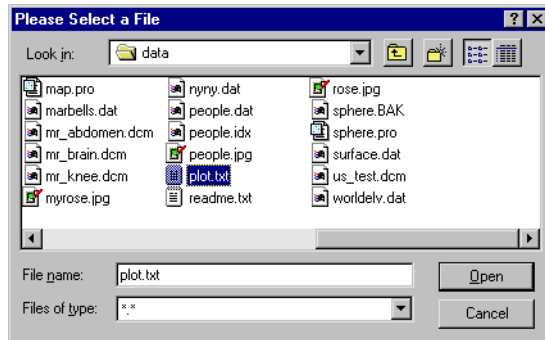 Please Select a File
Look in: data
map.pro nyny.dat rose.jpg
marbells.dat people.dat sphere.BAK
mr_abdomen.dcm people.idx sphere.pro
mr_brain.dcm people.jpg surface.dat
mr_knee.dcm plot.txt us_test.dcm
myrose.jpg readme.txt worldelv.dat
File name: plot.txt Open
Files of type: *.* Cancel